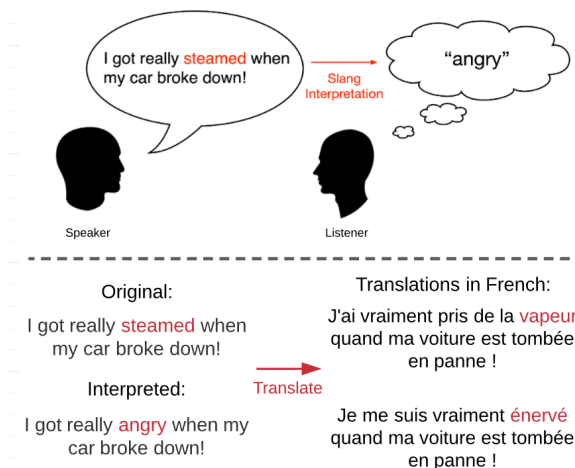 I got really steamed when
my car broke down!
Slang
Interpretation
“angry”
Speaker
Listener
Original:
I got really steamed when
my car broke down!
Interpreted:
I got really angry when my
car broke down!
Translate
Translations in French:
J'ai vraiment pris de la vapeur
quand ma voiture est tombée
en panne !
Je me suis vraiment énervé
quand ma voiture est tombée
en panne !